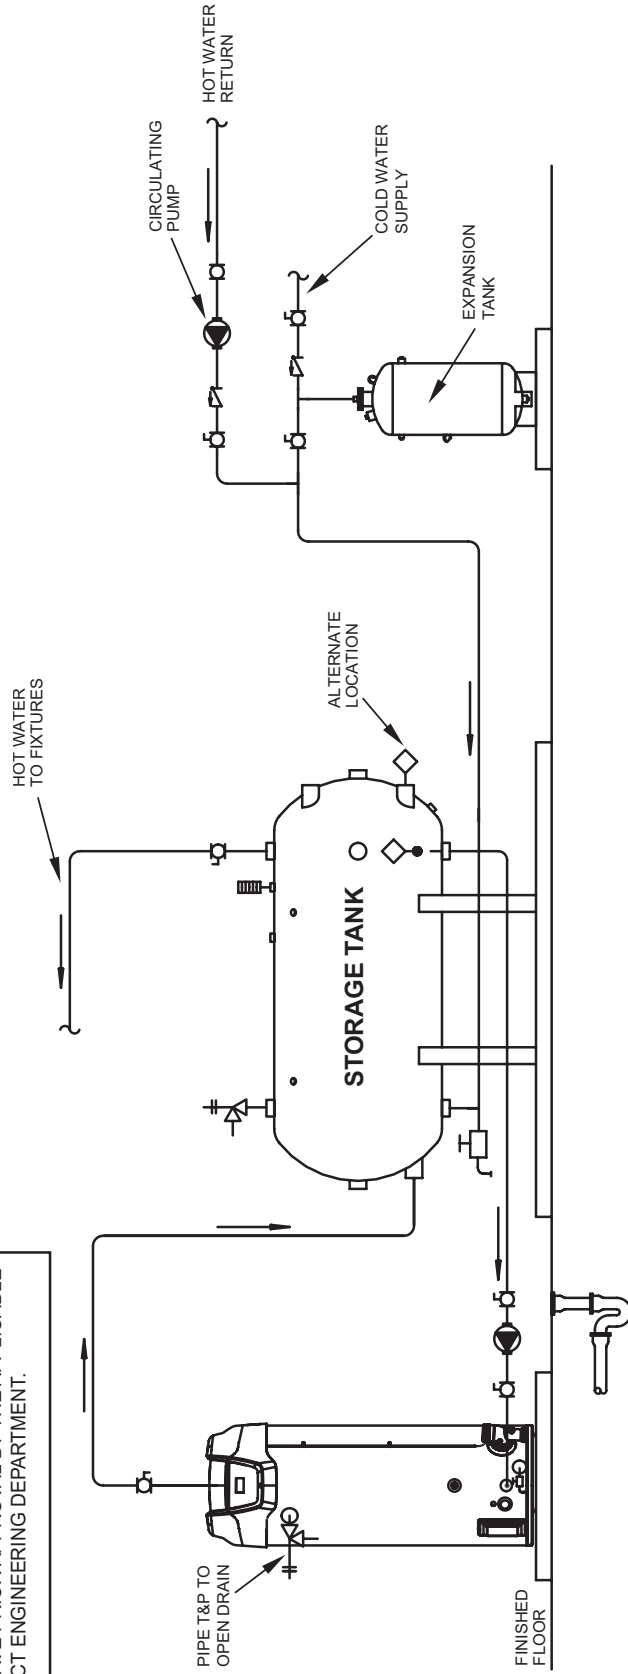 CT ENGINEERING DEPARTMENT.
HOT WATER
TO FIXTURES
PIPE T&P TO
OPEN DRAIN
CIRCULATING
PUMP
HOT WATER
RETURN
ALTERNATE
LOCATION
STORAGE TANK
COLD WATER
SUPPLY
EXPANSION
TANK
FINISHED
FLOOR